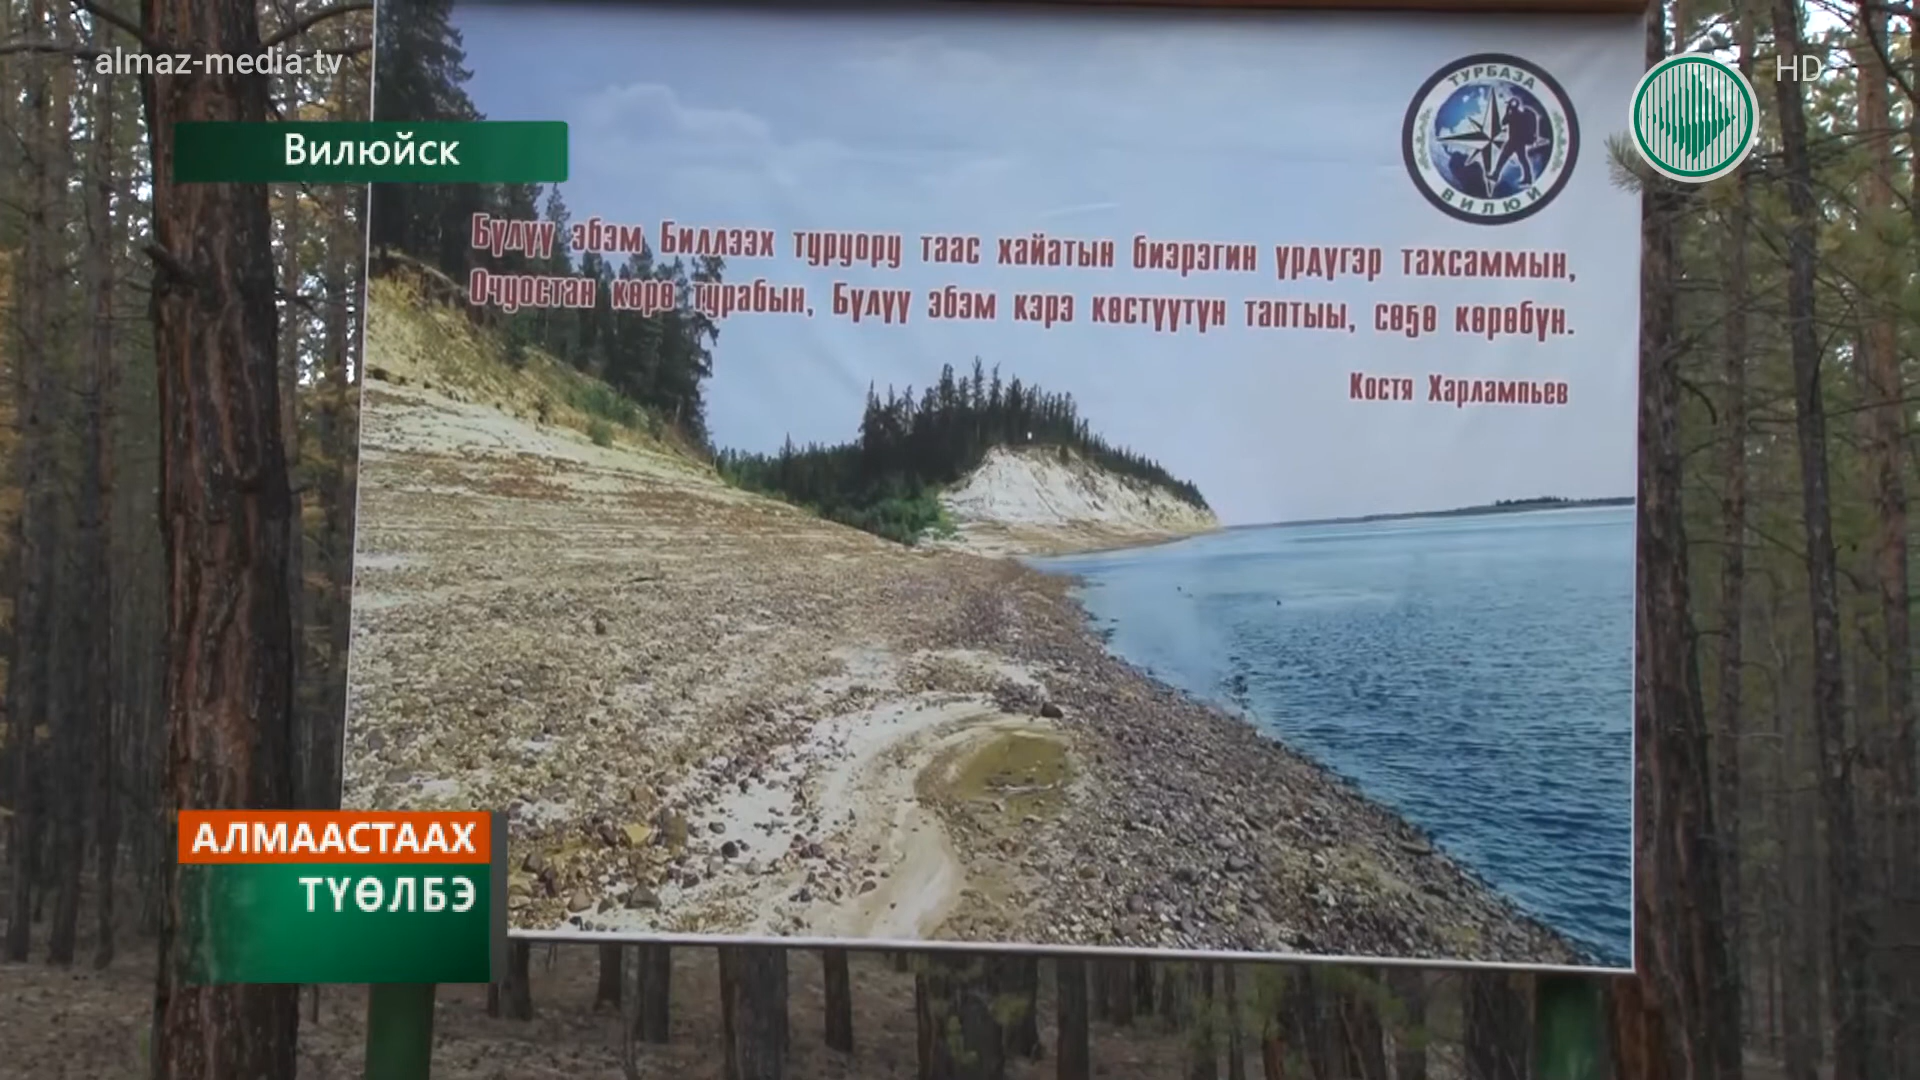 almaz-media.tv
HD
Вилюйск
ТУРБАЗА
ВИЛЮЙ
Бүлүү эбэм Биллээх туруору таас хайатын биэрэгин үрдүгэр тахсаммын,
Очуостан көрө турабын, Бүлүү эбэм кэрэ көстүүтүн таптыы, сөҕө көрөбүн.
Костя Харлампьев
АЛМААСТААХ
ТҮӨЛБЭ